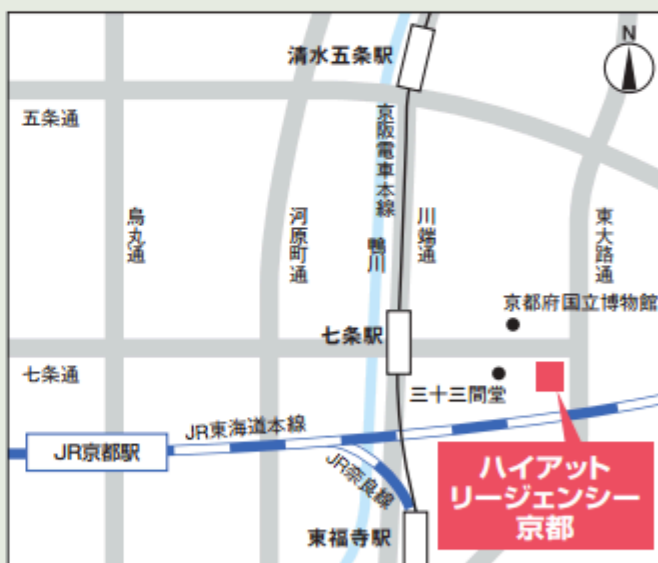 清水五条駅
N
五条通
京阪電車本線
鴨川
川端通
烏丸通
河原町通
東大路通
京都府国立博物館
七条駅
七条通
三十三間堂
JR東海道本線
JR京都駅
JR奈良線
東福寺駅
ハイアット
リージェンシー
京都